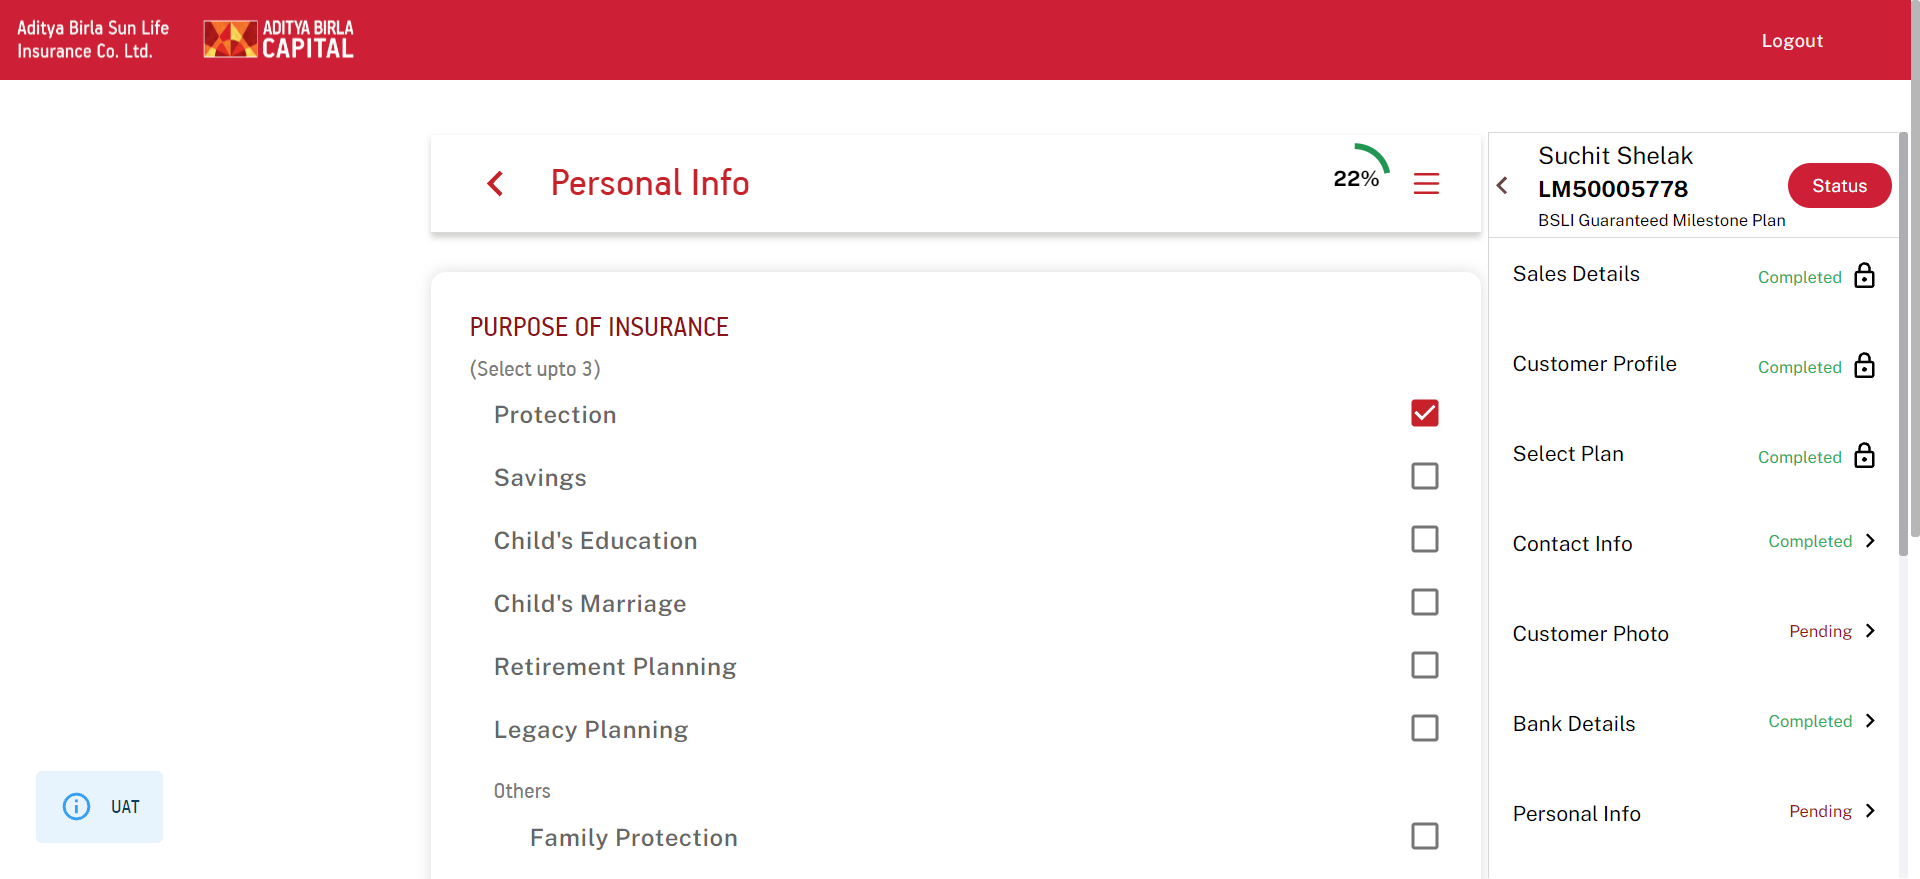 Aditya Birla Sun Life
Insurance Co. Ltd.
ADITYA BIRLA
CAPITAL
Logout
Personal Info
22%
PURPOSE OF INSURANCE
(Select upto 3)
Protection
Savings
Child's Education
Child's Marriage
Retirement Planning
Legacy Planning
Others
Family Protection
UAT
Suchit Shelak
LM50005778
BSLI Guaranteed Milestone Plan
Status
Sales Details Completed
Customer Profile Completed
Select Plan Completed
Contact Info Completed
Customer Photo Pending
Bank Details Completed
Personal Info Pending